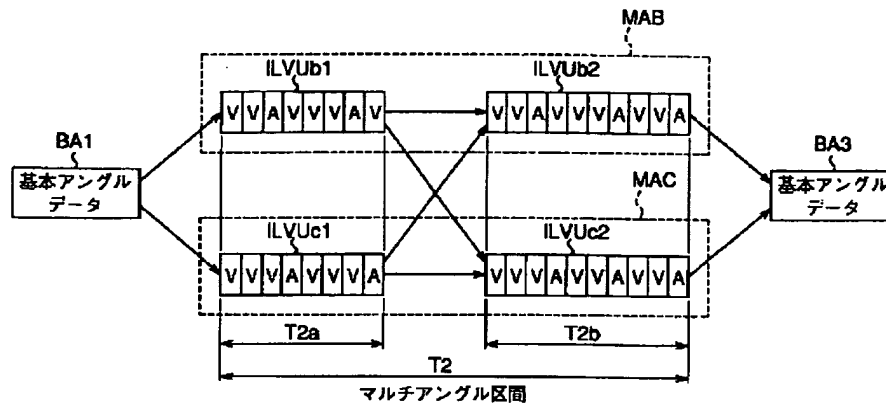 MAB
ILVUb1
ILVUb2
V V A V V V A V
V V A V V V A V V A
BA1
基本アングル
データ
BA3
基本アングル
データ
MAC
ILVUc1
ILVUc2
V V V A V V V A
V V V A V V A V V A
T2a
T2b
T2
マルチアングル区間